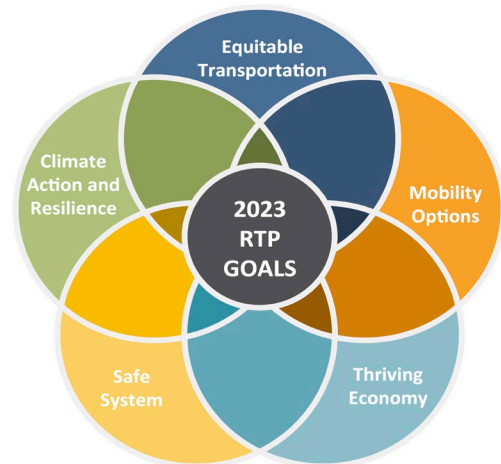 Equitable
Transportation
Climate
Action and
Resilience
Mobility
Options
2023
RTP
GOALS
Safe
System
Thriving
Economy